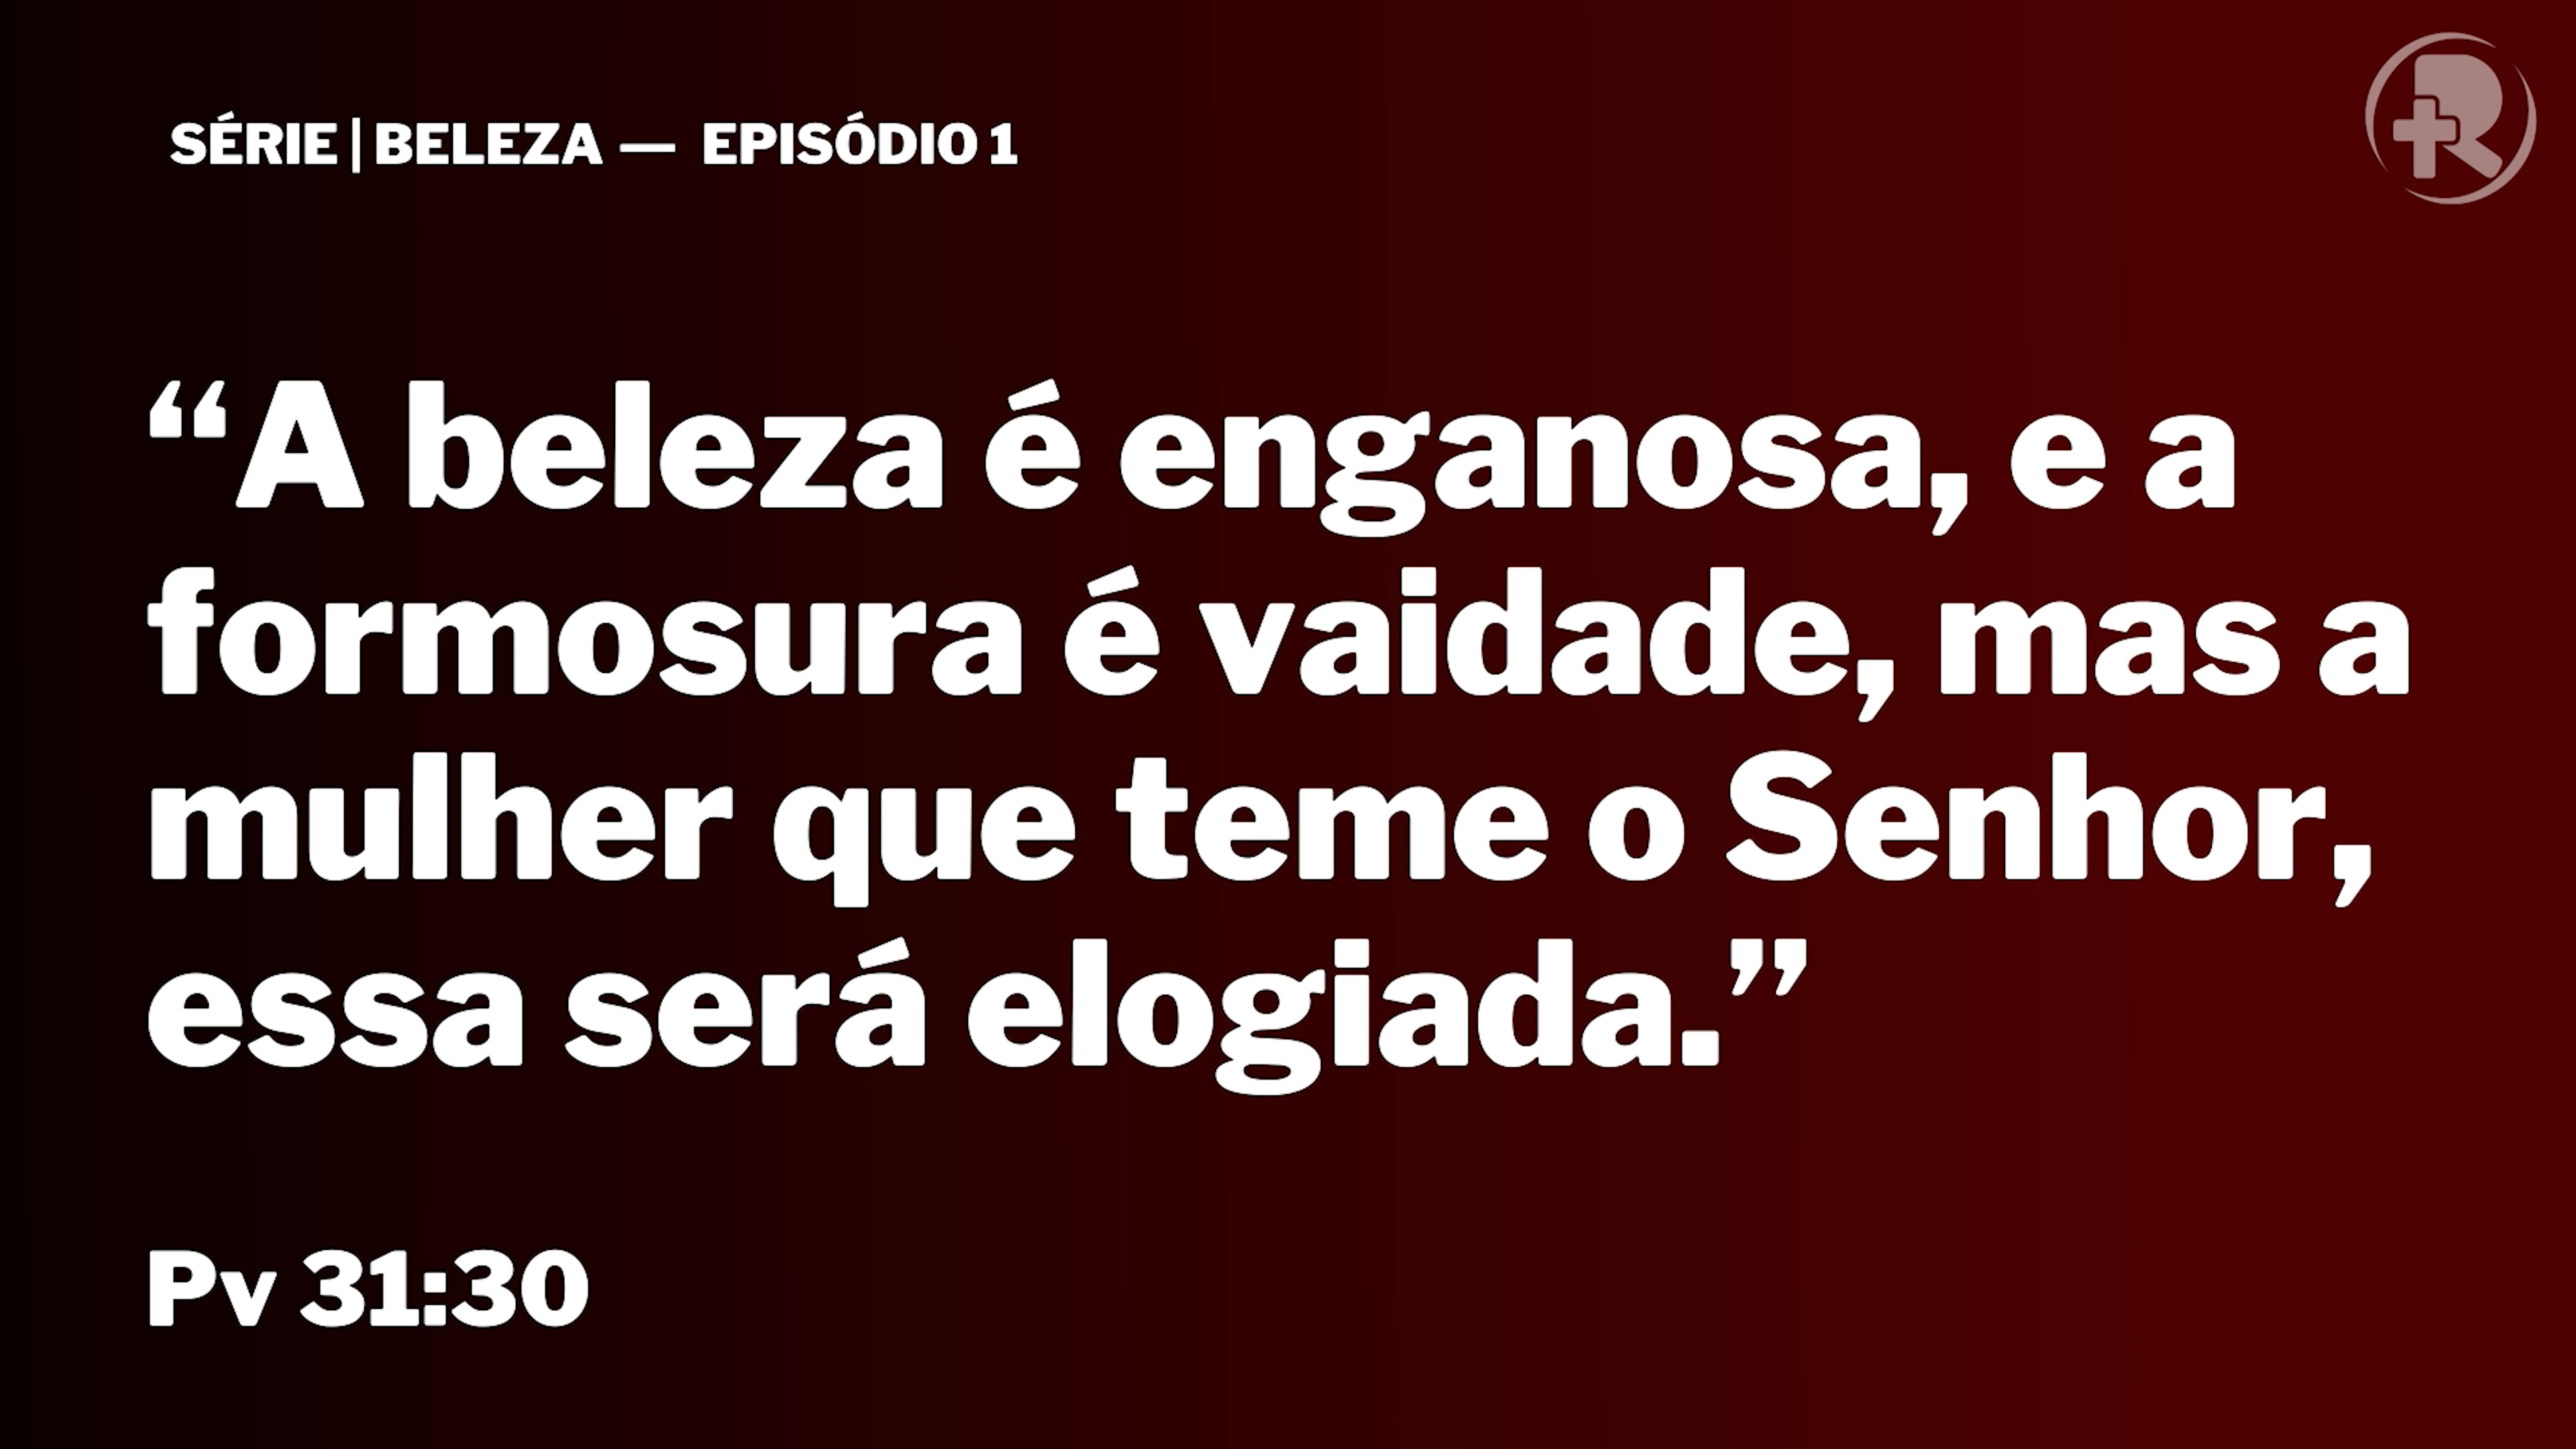 SÉRIE|BELEZA — EPISÓDIO 1
“A beleza é enganosa, e a
formosura é vaidade, mas a
mulher que teme o Senhor,
essa será elogiada.”
Pv 31:30
R